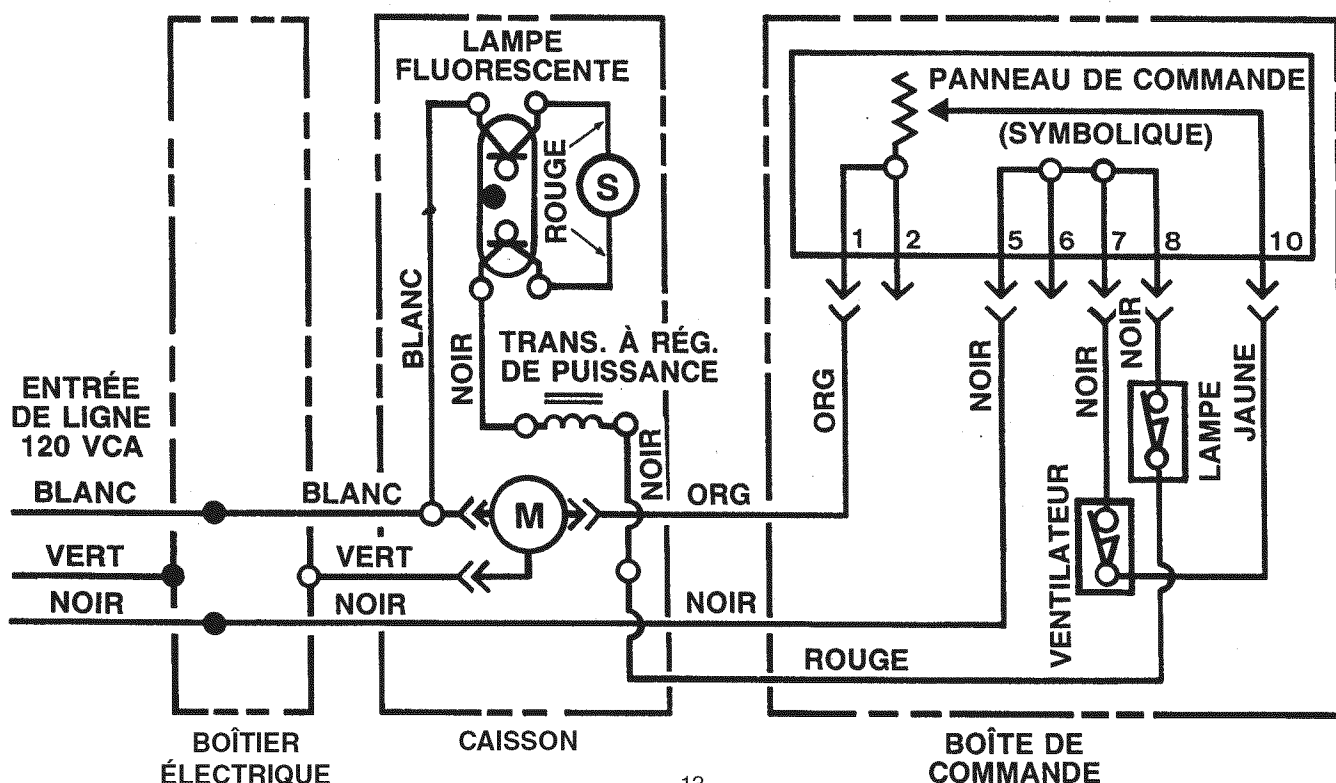 LAMPE
FLUORESCENTE
PANNEAU DE COMMANDE
(SYMBOLIQUE)
ROUGE
S
1
2
5
6
7
8
10
BLANC
NOIR
TRANS. À RÉG.
DE PUISSANCE
NOIR
ORG
NOIR
NOIR
NOIR
LAMPE
JAUNE
ENTRÉE
DE LIGNE
120 VCA
BLANC
BLANC
M
ORG
VERT
VERT
NOIR
NOIR
NOIR
VENTILATEUR
ROUGE
BOÎTIER
ÉLECTRIQUE
CAISSON
BOÎTE DE
COMMANDE